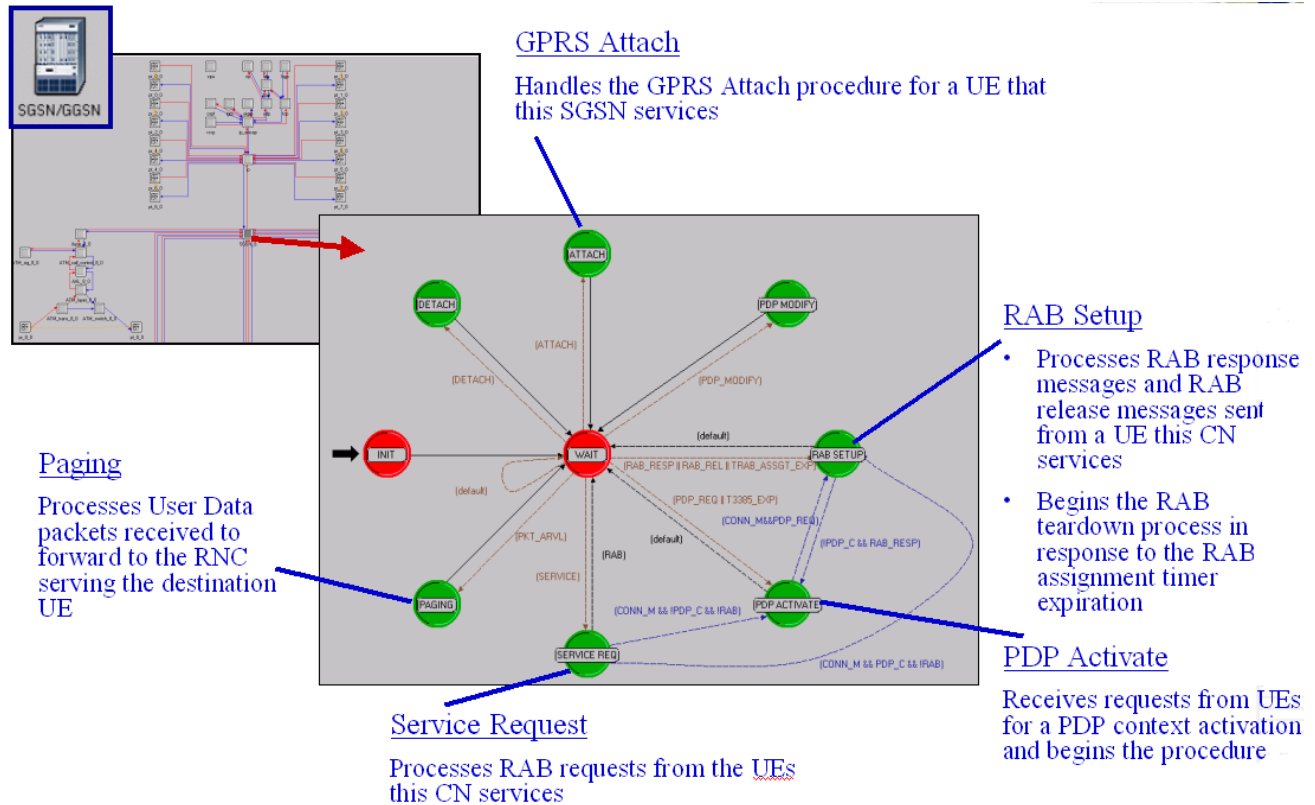 SGSN/GGSN
GPRS Attach
Handles the GPRS Attach procedure for a UE that
this SGSN services
ATTACH
DETACH
PDP MODIFY
(ATTACH)
(DETACH)
(PDP_MODIFY)
RAB Setup
• Processes RAB response
messages and RAB
release messages sent
from a UE this CN
services
• Begins the RAB
teardown process in
response to the RAB
assignment timer
expiration
INIT
WAIT
RAB SETUP
(default)
(RAB_RESP || RAB_REL || TRAB_ASSGT_EXP)
(default)
(PDP_REQ || T3385_EXP)
(CONN_M&&PDP_REQ)
(PKT_ARVL)
(RAB)
(default)
(!PDP_C && RAB_RESP)
(SERVICE)
Paging
Processes User Data
packets received to
forward to the RNC
serving the destination
UE
PAGING
(CONN_M && !PDP_C && !RAB)
PDP ACTIVATE
SERVICE REQ
(CONN_M && PDP_C && !RAB)
PDP Activate
Receives requests from UEs
for a PDP context activation
and begins the procedure
Service Request
Processes RAB requests from the UEs
this CN services